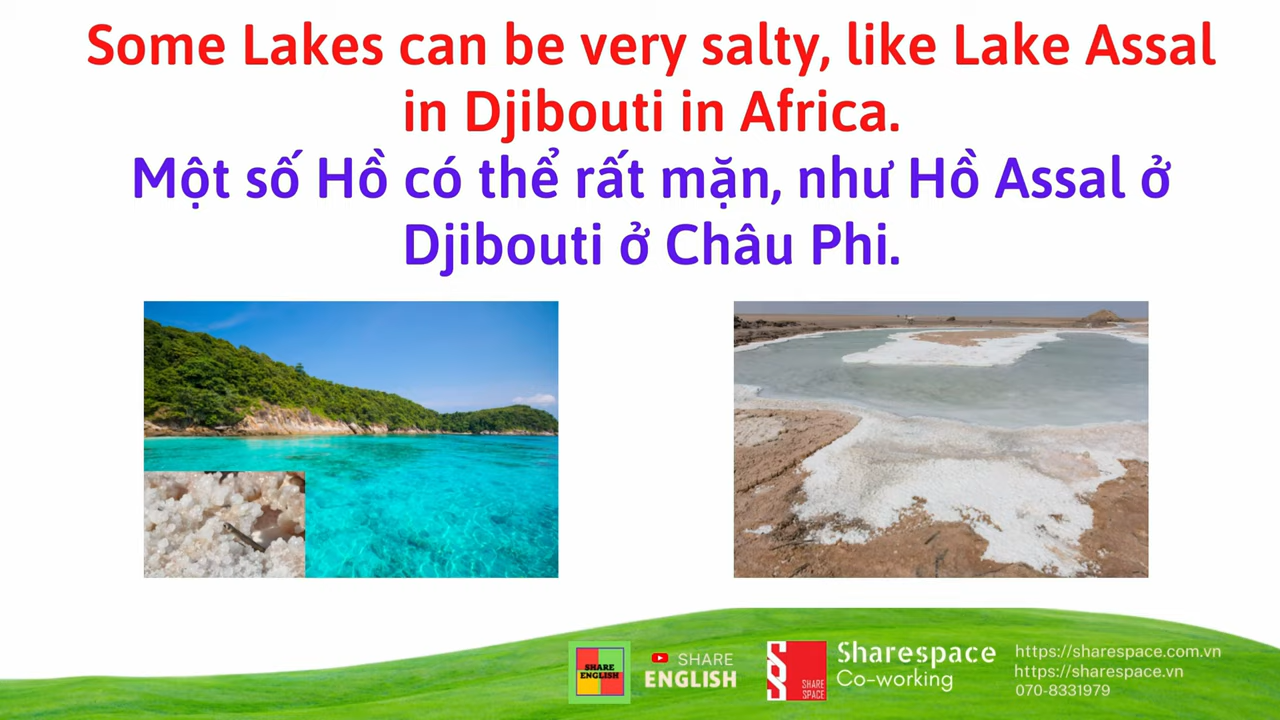 Some Lakes can be very salty, like Lake Assal
in Djibouti in Africa.
Một số Hồ có thể rất mặn, như Hồ Assal ở
Djibouti ở Châu Phi.
SHARE
ENGLISH
SHARE
ENGLISH
SHARE
SPACE
Sharespace
Co-working
https://sharespace.com.vn
https://sharespace.vn
070-8331979